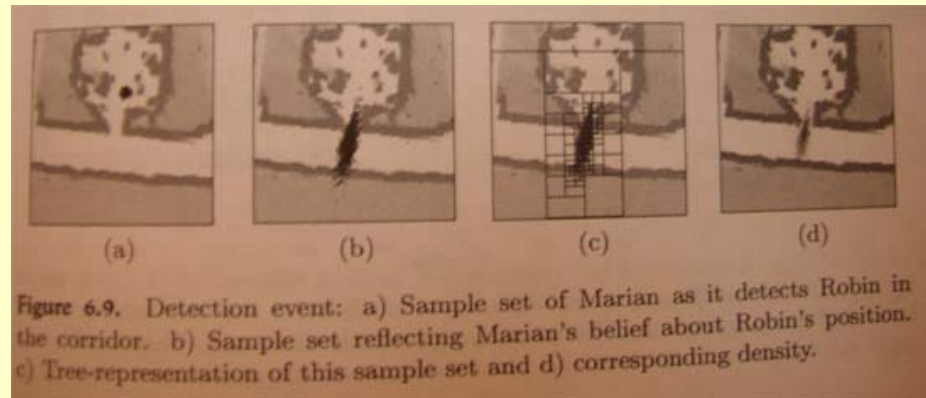 (a)
(b)
(c)
(d)
Figure 6.9. Detection event: a) Sample set of Marian as it detects Robin in
the corridor. b) Sample set reflecting Marian's belief about Robin's position.
c) Tree-representation of this sample set and d) corresponding density.